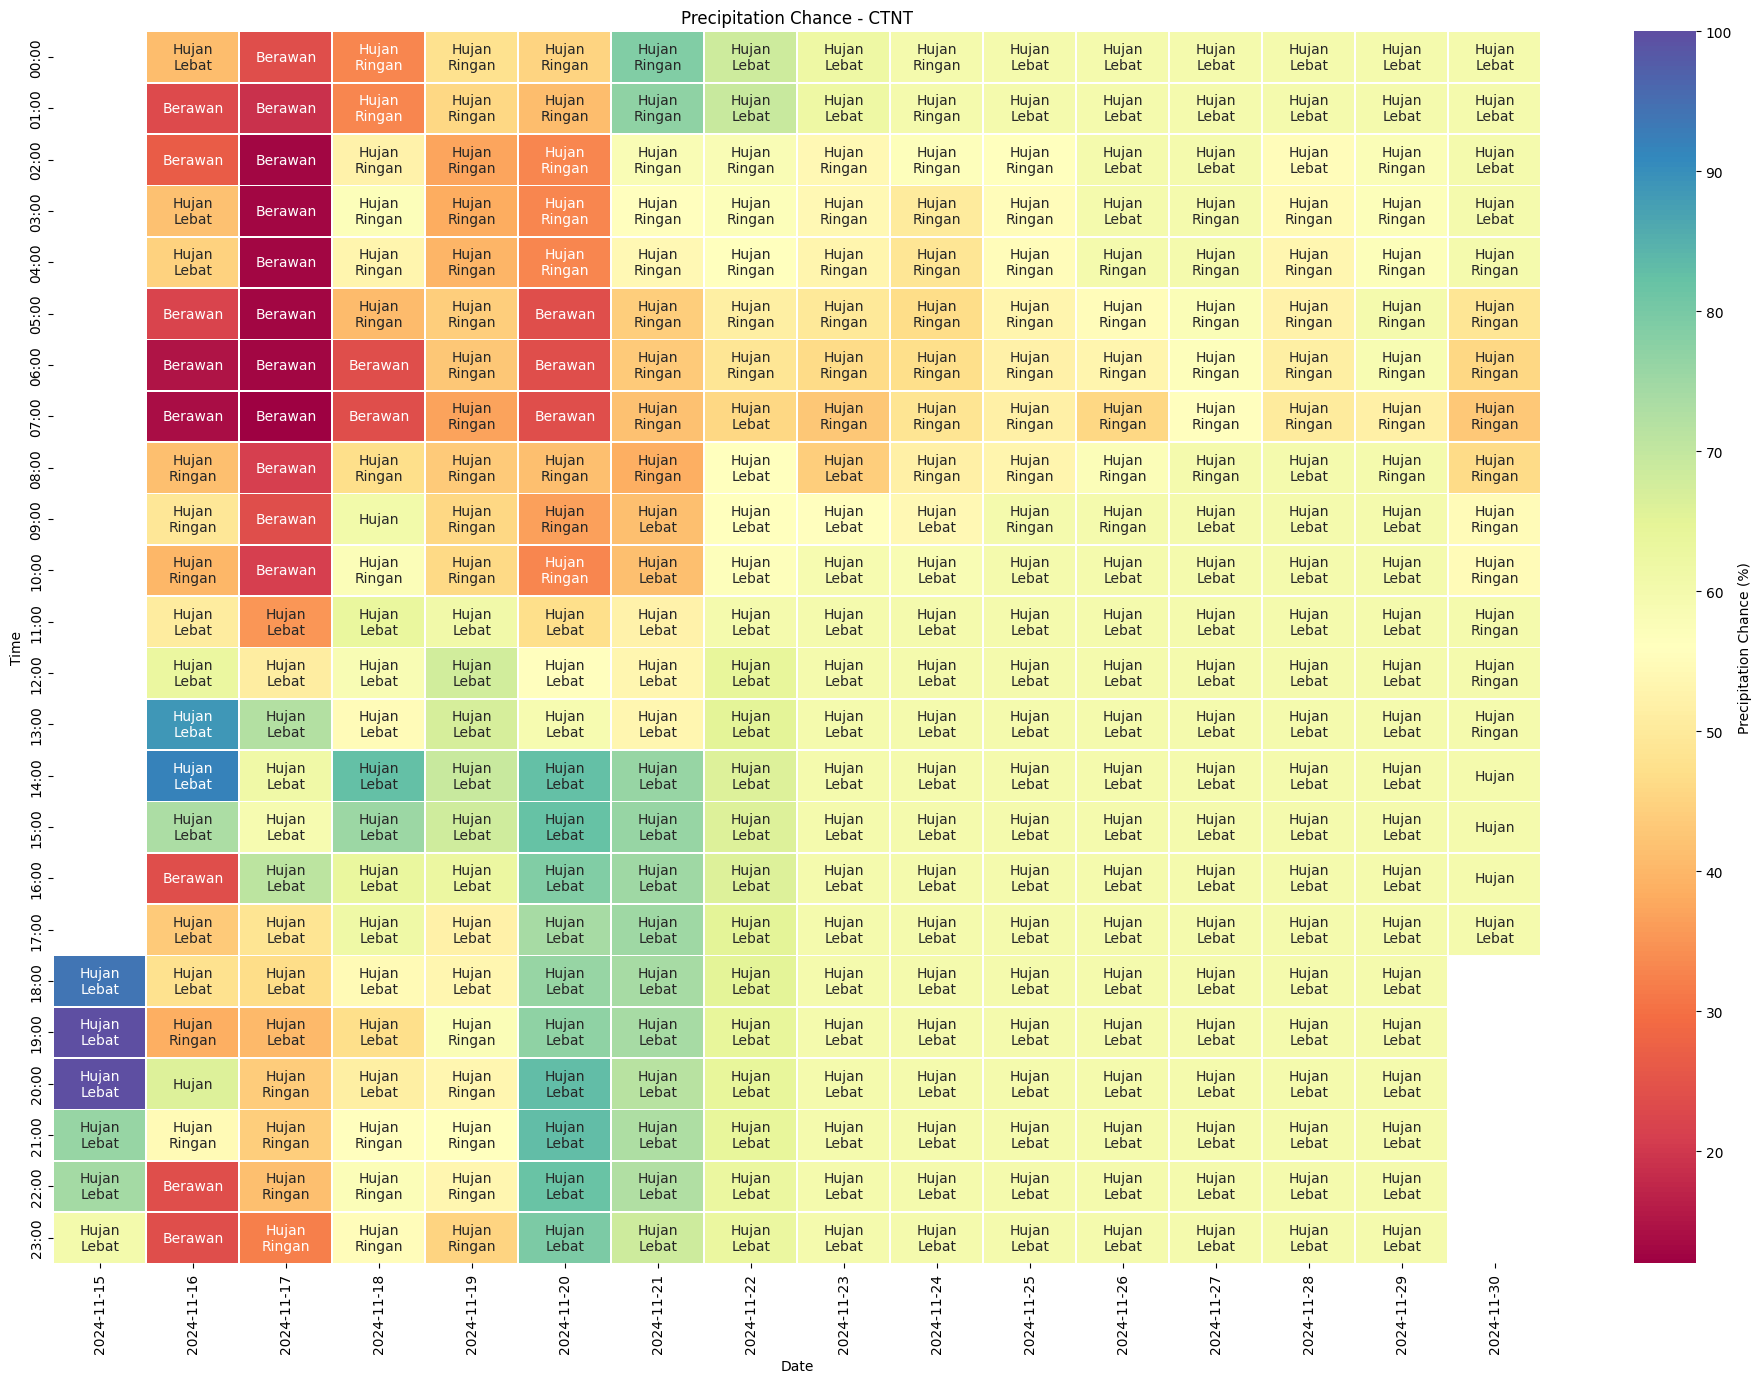 Precipitation Chance - CTNT
00:00 Hujan Lebat Berawan Hujan Ringan Hujan Ringan Hujan Ringan Hujan Ringan Hujan Lebat Hujan Lebat Hujan Ringan Hujan Lebat Hujan Lebat Hujan Lebat Hujan Lebat Hujan Lebat Hujan Lebat
01:00 Berawan Berawan Hujan Ringan Hujan Ringan Hujan Ringan Hujan Ringan Hujan Lebat Hujan Lebat Hujan Ringan Hujan Lebat Hujan Lebat Hujan Lebat Hujan Lebat Hujan Lebat Hujan Lebat
02:00 Berawan Berawan Hujan Ringan Hujan Ringan Hujan Ringan Hujan Ringan Hujan Ringan Hujan Ringan Hujan Ringan Hujan Ringan Hujan Lebat Hujan Lebat Hujan Lebat Hujan Ringan Hujan Lebat
03:00 Hujan Lebat Berawan Hujan Ringan Hujan Ringan Hujan Ringan Hujan Ringan Hujan Ringan Hujan Ringan Hujan Ringan Hujan Ringan Hujan Lebat Hujan Ringan Hujan Ringan Hujan Ringan Hujan Lebat
04:00 Hujan Lebat Berawan Hujan Ringan Hujan Ringan Hujan Ringan Hujan Ringan Hujan Ringan Hujan Ringan Hujan Ringan Hujan Ringan Hujan Ringan Hujan Ringan Hujan Ringan Hujan Ringan Hujan Ringan
05:00 Berawan Berawan Hujan Ringan Hujan Ringan Berawan Hujan Ringan Hujan Ringan Hujan Ringan Hujan Ringan Hujan Ringan Hujan Ringan Hujan Ringan Hujan Ringan Hujan Ringan Hujan Ringan
06:00 Berawan Berawan Berawan Hujan Ringan Berawan Hujan Ringan Hujan Ringan Hujan Ringan Hujan Ringan Hujan Ringan Hujan Ringan Hujan Ringan Hujan Ringan Hujan Ringan Hujan Ringan
07:00 Berawan Berawan Berawan Hujan Ringan Berawan Hujan Ringan Hujan Lebat Hujan Ringan Hujan Ringan Hujan Ringan Hujan Ringan Hujan Ringan Hujan Ringan Hujan Ringan Hujan Ringan
08:00 Hujan Ringan Berawan Hujan Ringan Hujan Ringan Hujan Ringan Hujan Ringan Hujan Lebat Hujan Lebat Hujan Ringan Hujan Ringan Hujan Ringan Hujan Ringan Hujan Lebat Hujan Ringan Hujan Ringan
09:00 Hujan Ringan Berawan Hujan Hujan Ringan Hujan Ringan Hujan Lebat Hujan Lebat Hujan Lebat Hujan Lebat Hujan Ringan Hujan Ringan Hujan Lebat Hujan Lebat Hujan Lebat Hujan Ringan
10:00 Hujan Ringan Berawan Hujan Ringan Hujan Ringan Hujan Ringan Hujan Lebat Hujan Lebat Hujan Lebat Hujan Lebat Hujan Lebat Hujan Lebat Hujan Lebat Hujan Lebat Hujan Lebat Hujan Ringan
11:00 Hujan Lebat Hujan Lebat Hujan Lebat Hujan Lebat Hujan Lebat Hujan Lebat Hujan Lebat Hujan Lebat Hujan Lebat Hujan Lebat Hujan Lebat Hujan Lebat Hujan Lebat Hujan Lebat Hujan Ringan
12:00 Hujan Lebat Hujan Lebat Hujan Lebat Hujan Lebat Hujan Lebat Hujan Lebat Hujan Lebat Hujan Lebat Hujan Lebat Hujan Lebat Hujan Lebat Hujan Lebat Hujan Lebat Hujan Lebat Hujan Ringan
13:00 Hujan Lebat Hujan Lebat Hujan Lebat Hujan Lebat Hujan Lebat Hujan Lebat Hujan Lebat Hujan Lebat Hujan Lebat Hujan Lebat Hujan Lebat Hujan Lebat Hujan Lebat Hujan Lebat Hujan Ringan
14:00 Hujan Lebat Hujan Lebat Hujan Lebat Hujan Lebat Hujan Lebat Hujan Lebat Hujan Lebat Hujan Lebat Hujan Lebat Hujan Lebat Hujan Lebat Hujan Lebat Hujan Lebat Hujan Lebat Hujan
15:00 Hujan Lebat Hujan Lebat Hujan Lebat Hujan Lebat Hujan Lebat Hujan Lebat Hujan Lebat Hujan Lebat Hujan Lebat Hujan Lebat Hujan Lebat Hujan Lebat Hujan Lebat Hujan Lebat Hujan
16:00 Berawan Hujan Lebat Hujan Lebat Hujan Lebat Hujan Lebat Hujan Lebat Hujan Lebat Hujan Lebat Hujan Lebat Hujan Lebat Hujan Lebat Hujan Lebat Hujan Lebat Hujan Lebat Hujan
17:00 Hujan Lebat Hujan Lebat Hujan Lebat Hujan Lebat Hujan Lebat Hujan Lebat Hujan Lebat Hujan Lebat Hujan Lebat Hujan Lebat Hujan Lebat Hujan Lebat Hujan Lebat Hujan Lebat Hujan Lebat
18:00 Hujan Lebat Hujan Lebat Hujan Lebat Hujan Lebat Hujan Lebat Hujan Lebat Hujan Lebat Hujan Lebat Hujan Lebat Hujan Lebat Hujan Lebat Hujan Lebat Hujan Lebat Hujan Lebat Hujan Lebat
19:00 Hujan Lebat Hujan Ringan Hujan Lebat Hujan Lebat Hujan Ringan Hujan Lebat Hujan Lebat Hujan Lebat Hujan Lebat Hujan Lebat Hujan Lebat Hujan Lebat Hujan Lebat Hujan Lebat Hujan Lebat
20:00 Hujan Lebat Hujan Hujan Ringan Hujan Lebat Hujan Ringan Hujan Lebat Hujan Lebat Hujan Lebat Hujan Lebat Hujan Lebat Hujan Lebat Hujan Lebat Hujan Lebat Hujan Lebat Hujan Lebat
21:00 Hujan Lebat Hujan Ringan Hujan Ringan Hujan Ringan Hujan Ringan Hujan Lebat Hujan Lebat Hujan Lebat Hujan Lebat Hujan Lebat Hujan Lebat Hujan Lebat Hujan Lebat Hujan Lebat Hujan Lebat
22:00 Hujan Lebat Berawan Hujan Ringan Hujan Ringan Hujan Ringan Hujan Lebat Hujan Lebat Hujan Lebat Hujan Lebat Hujan Lebat Hujan Lebat Hujan Lebat Hujan Lebat Hujan Lebat Hujan Lebat
23:00 Hujan Lebat Berawan Hujan Ringan Hujan Ringan Hujan Ringan Hujan Lebat Hujan Lebat Hujan Lebat Hujan Lebat Hujan Lebat Hujan Lebat Hujan Lebat Hujan Lebat Hujan Lebat Hujan Lebat
Time
2024-11-15 2024-11-16 2024-11-17 2024-11-18 2024-11-19 2024-11-20 2024-11-21 2024-11-22 2024-11-23 2024-11-24 2024-11-25 2024-11-26 2024-11-27 2024-11-28 2024-11-29 2024-11-30
Date
100
90
80
70
60
50
40
30
20
Precipitation Chance (%)